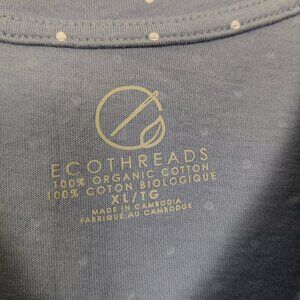 ECOTHREADS
100% ORGANIC COTTON
100% COTON BIOLOGIQUE
XL/TG
MADE IN CAMBODIA
FABRIQUÉ AU CAMBODGE